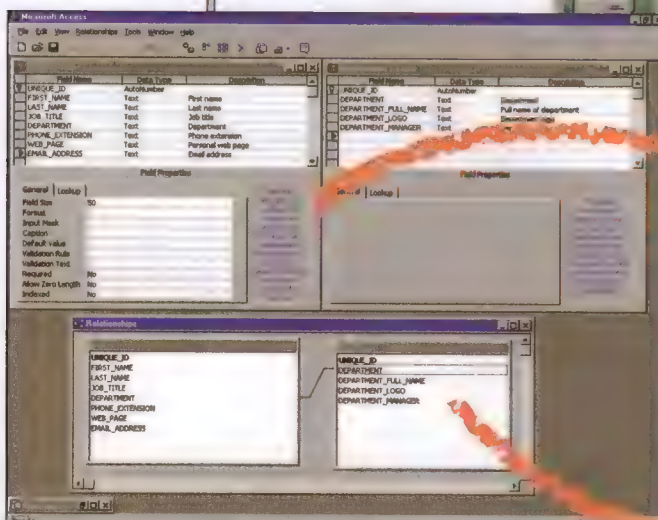 Microsoft Access
File Edit View Relationships Tools Window Help
Field Name Data Type Description
UNIQUE_ID AutoNumber
FIRST_NAME Text First name
LAST_NAME Text Last name
JOB_TITLE Text Job title
DEPARTMENT Text Department
PHONE_EXTENSION Text Phone extension
WEB_PAGE Text Personal web page
EMAIL_ADDRESS Text Email address
Field Properties
General Lookup
Field Size 50
Format
Input Mask
Caption
Default Value
Validation Rule
Validation Text
Required No
Allow Zero Length No
Indexed No
Field Name Data Type Description
UNIQUE_ID AutoNumber
DEPARTMENT Text Department
DEPARTMENT_FULL_NAME Text Full name of department
DEPARTMENT_LOGO Text Department logo
DEPARTMENT_MANAGER Text
Field Properties
General Lookup
Relationships
UNIQUE_ID
FIRST_NAME
LAST_NAME
JOB_TITLE
DEPARTMENT
PHONE_EXTENSION
WEB_PAGE
EMAIL_ADDRESS
UNIQUE_ID
DEPARTMENT
DEPARTMENT_FULL_NAME
DEPARTMENT_LOGO
DEPARTMENT_MANAGER